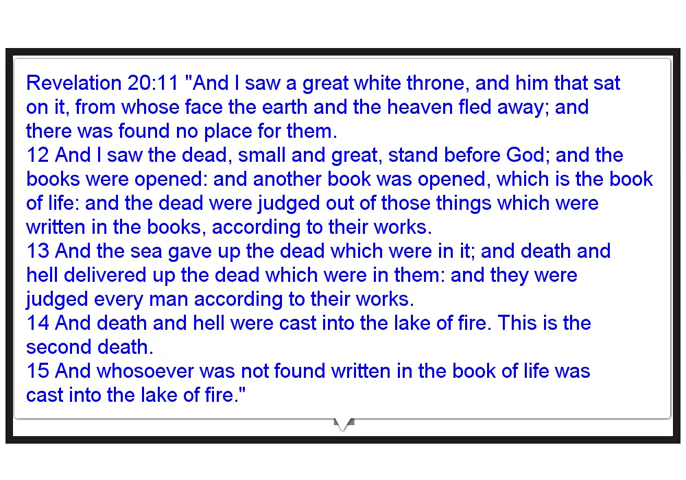 Revelation 20:11 "And I saw a great white throne, and him that sat
on it, from whose face the earth and the heaven fled away; and
there was found no place for them.
12 And I saw the dead, small and great, stand before God; and the
books were opened: and another book was opened, which is the book
of life: and the dead were judged out of those things which were
written in the books, according to their works.
13 And the sea gave up the dead which were in it; and death and
hell delivered up the dead which were in them: and they were
judged every man according to their works.
14 And death and hell were cast into the lake of fire. This is the
second death.
15 And whosoever was not found written in the book of life was
cast into the lake of fire."